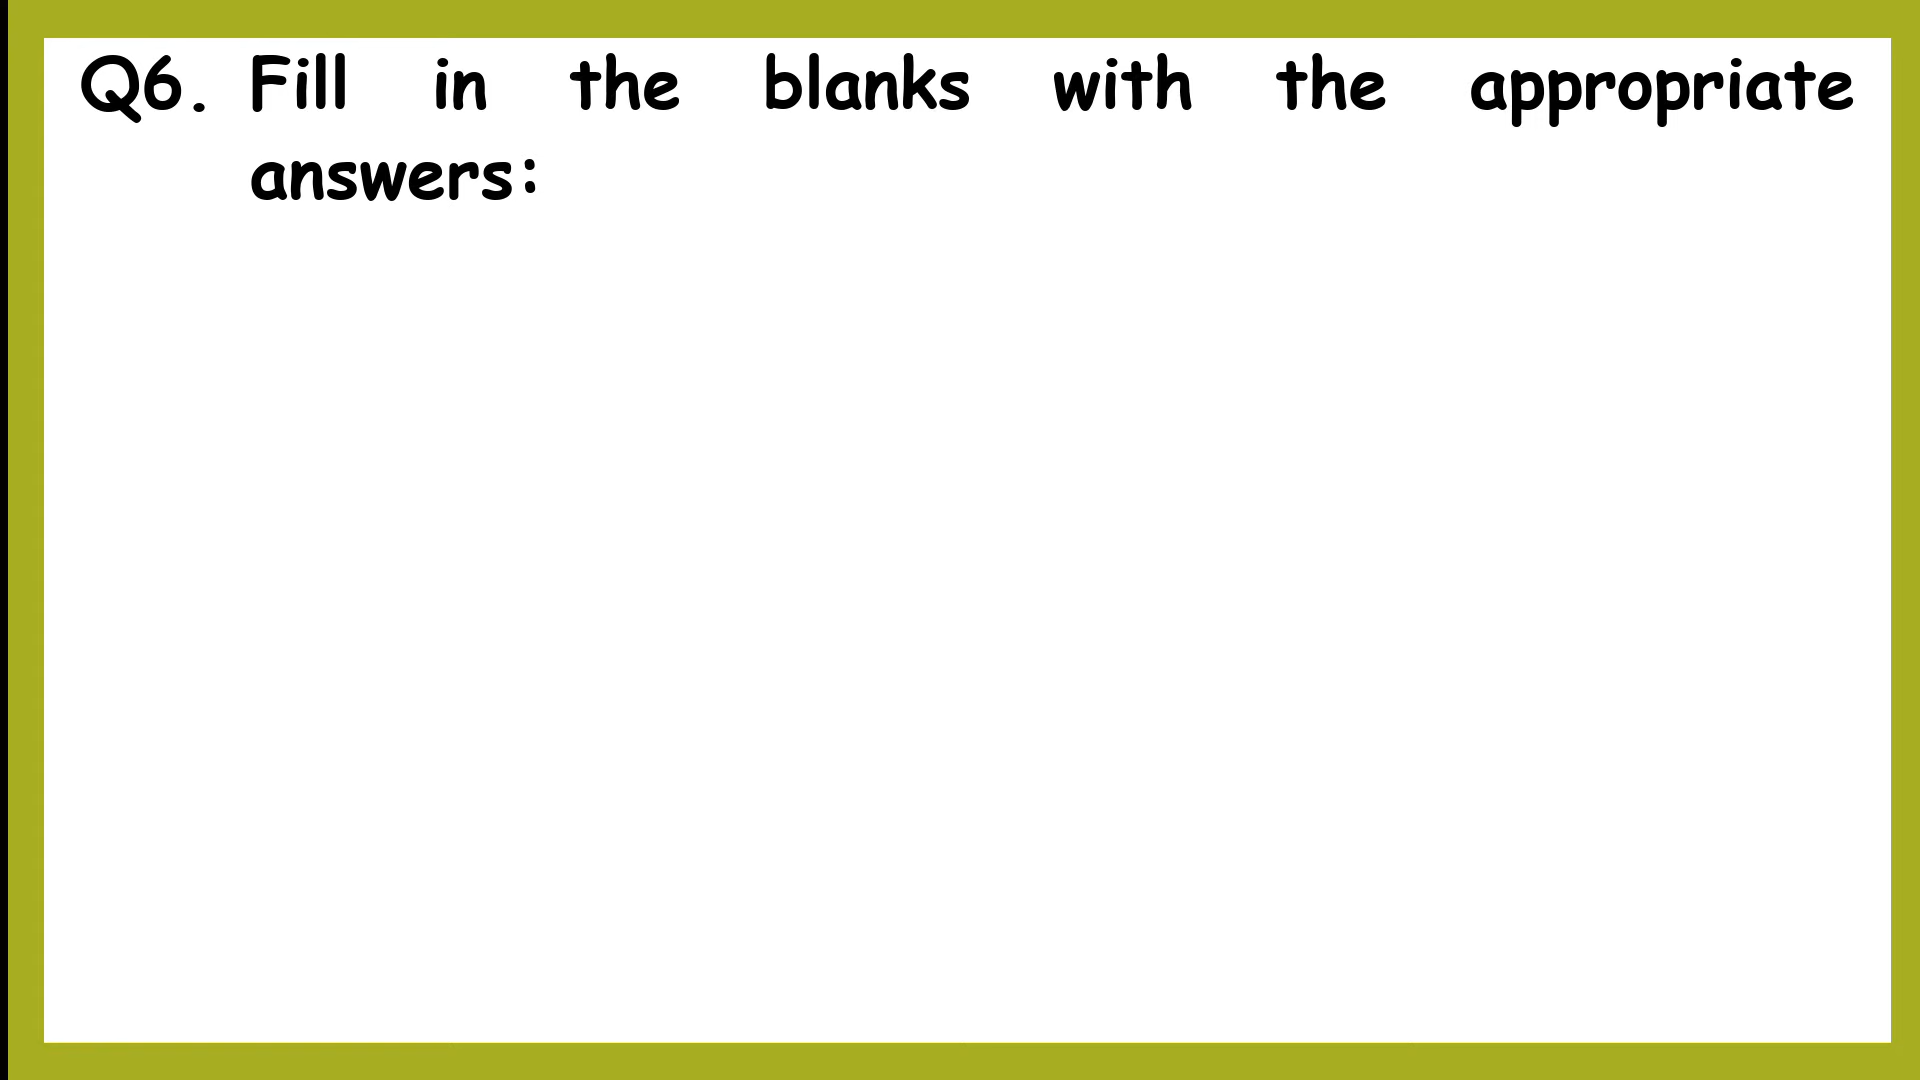 Q6. Fill in the blanks with the appropriate
answers: